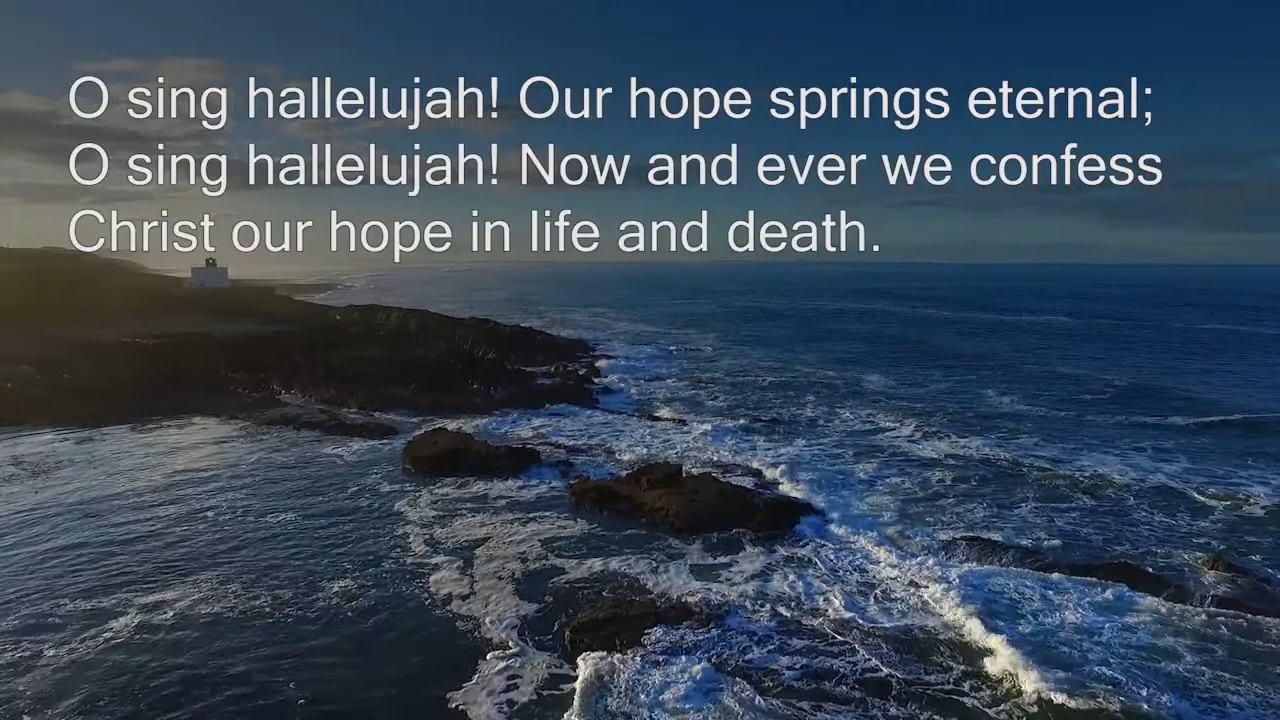 O sing hallelujah! Our hope springs eternal;
O sing hallelujah! Now and ever we confess
Christ our hope in life and death.